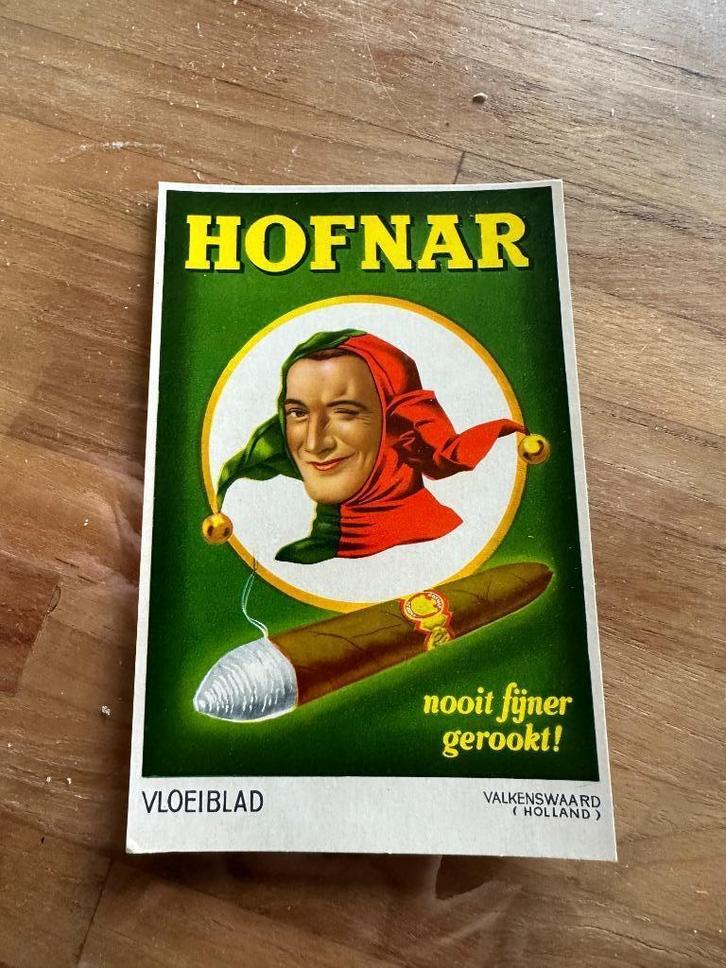 HOFNAR
nooit fijner
gerookt!
VLOEIBLAD
VALKENSWAARD
( HOLLAND )